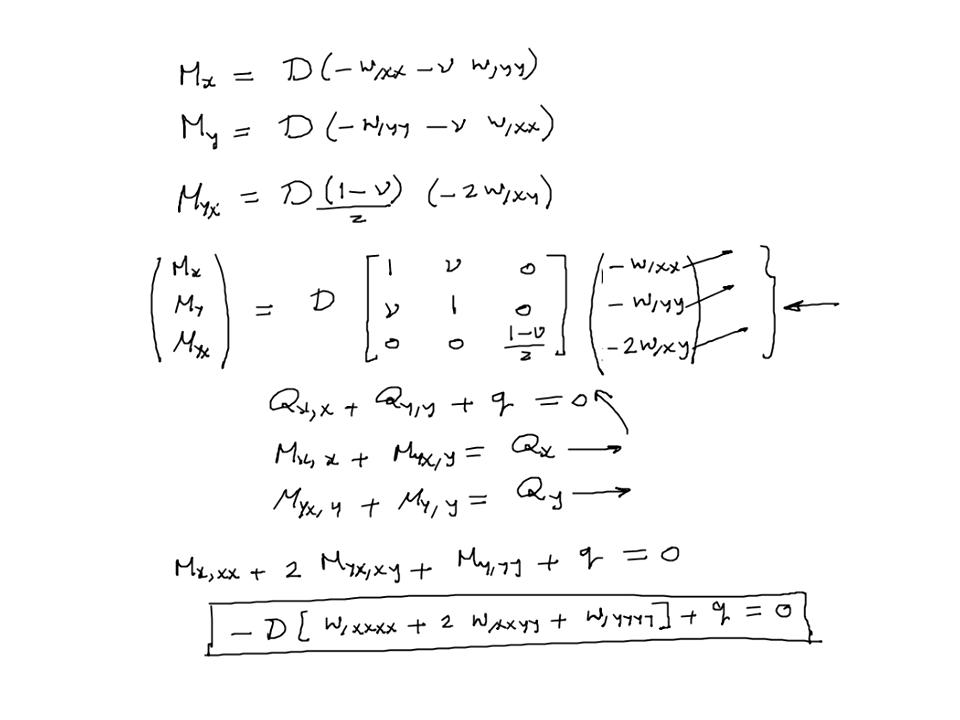 Mx = D(-w,xx -ν w,yy)
My = D(-w,yy -ν w,xx)
Myx = D (1-ν)/2 (-2w,xy)
(Mx My Myx) = D [1 ν 0; ν 1 0; 0 0 (1-ν)/2] (-w,xx -w,yy -2w,xy) } ←
Qx,x + Qy,y + q = 0
Mx,x + Myx,y = Qx →
Myx,y + My,y = Qy →
Mx,xx + 2 Myx,xy + My,yy + q = 0
-D[w,xxxx + 2 w,xxyy + w,yyyy] + q = 0